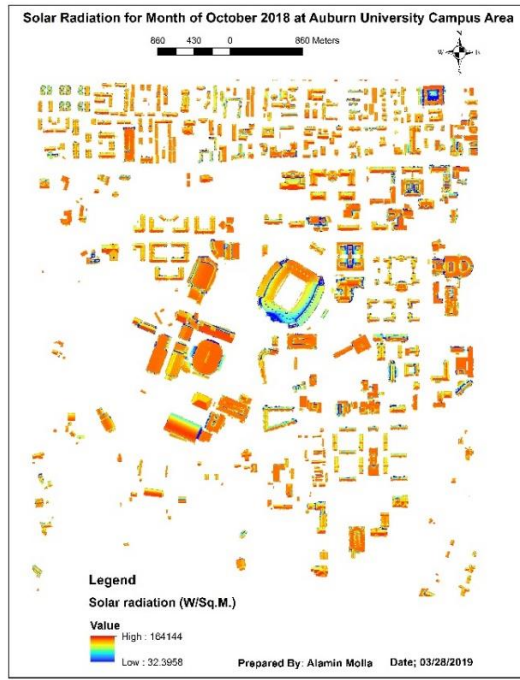 Solar Radiation for Month of October 2018 at Auburn University Campus Area
860 430 0 860 Meters
N
W E
S
Legend
Solar radiation (W/Sq.M.)
Value
High : 164144
Low : 32.3958
Prepared By: Alamin Molla Date; 03/28/2019